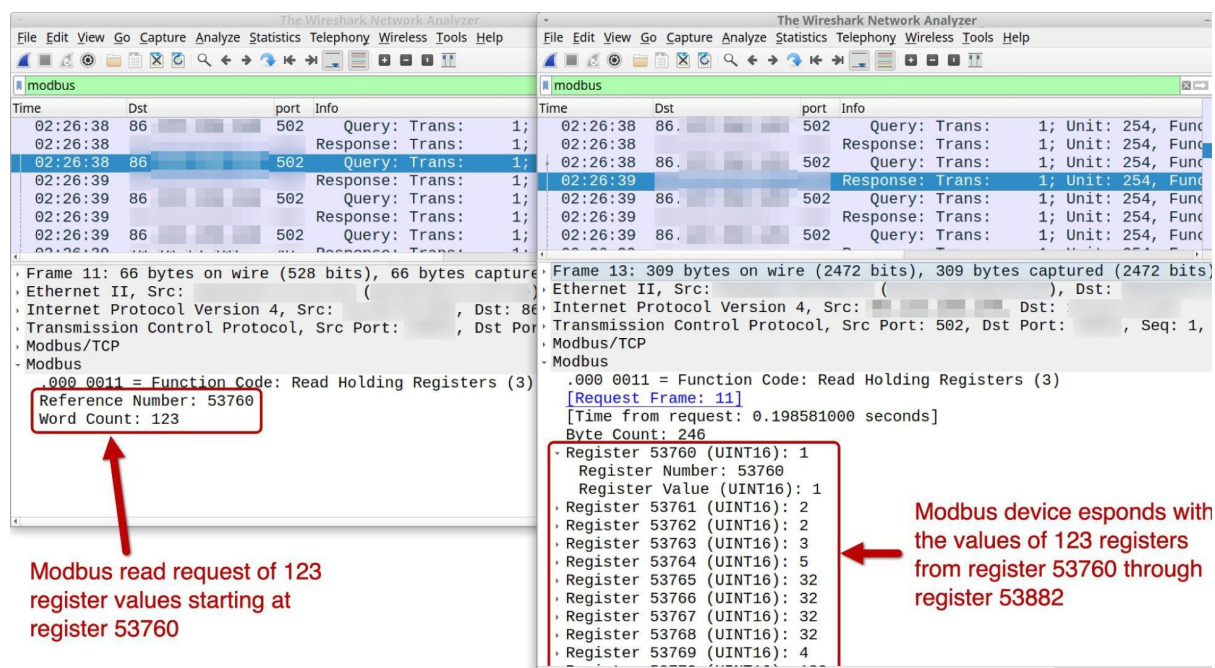 The Wireshark Network Analyzer
File Edit View Go Capture Analyze Statistics Telephony Wireless Tools Help
modbus
Time Dst port Info
02:26:38 86 502 Query: Trans: 1;
02:26:38 Response: Trans: 1;
02:26:38 86 502 Query: Trans: 1;
02:26:39 Response: Trans: 1;
02:26:39 86 502 Query: Trans: 1;
02:26:39 Response: Trans: 1;
02:26:39 86 502 Query: Trans: 1;
Frame 11: 66 bytes on wire (528 bits), 66 bytes capture
Ethernet II, Src: ( )
Internet Protocol Version 4, Src: , Dst: 86
Transmission Control Protocol, Src Port: , Dst Por
Modbus/TCP
Modbus
.000 0011 = Function Code: Read Holding Registers (3)
Reference Number: 53760
Word Count: 123
Modbus read request of 123
register values starting at
register 53760
The Wireshark Network Analyzer
File Edit View Go Capture Analyze Statistics Telephony Wireless Tools Help
modbus
Time Dst port Info
02:26:38 86. 502 Query: Trans: 1; Unit: 254, Func
02:26:38 Response: Trans: 1; Unit: 254, Func
02:26:38 86. 502 Query: Trans: 1; Unit: 254, Func
02:26:39 Response: Trans: 1; Unit: 254, Func
02:26:39 86. 502 Query: Trans: 1; Unit: 254, Func
02:26:39 Response: Trans: 1; Unit: 254, Func
02:26:39 86. 502 Query: Trans: 1; Unit: 254, Func
Frame 13: 309 bytes on wire (2472 bits), 309 bytes captured (2472 bits)
Ethernet II, Src: ( ), Dst:
Internet Protocol Version 4, Src: Dst:
Transmission Control Protocol, Src Port: 502, Dst Port: , Seq: 1,
Modbus/TCP
Modbus
.000 0011 = Function Code: Read Holding Registers (3)
[Request Frame: 11]
[Time from request: 0.198581000 seconds]
Byte Count: 246
Register 53760 (UINT16): 1
Register Number: 53760
Register Value (UINT16): 1
Register 53761 (UINT16): 2
Register 53762 (UINT16): 2
Register 53763 (UINT16): 3
Register 53764 (UINT16): 5
Register 53765 (UINT16): 32
Register 53766 (UINT16): 32
Register 53767 (UINT16): 32
Register 53768 (UINT16): 32
Register 53769 (UINT16): 4
Modbus device esponds with
the values of 123 registers
from register 53760 through
register 53882